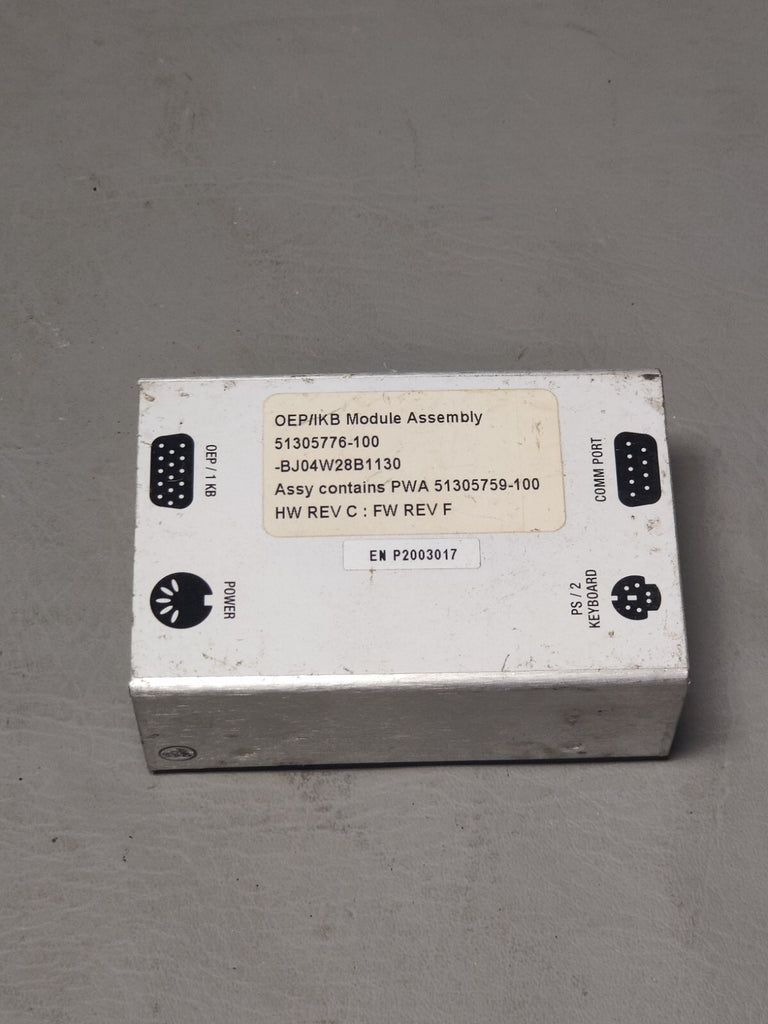 OEP/IKB Module Assembly
51305776-100
-BJ04W28B1130
Assy contains PWA 51305759-100
HW REV C : FW REV F
EN P2003017
OEP / 1 KB
POWER
COMM PORT
PS / 2
KEYBOARD